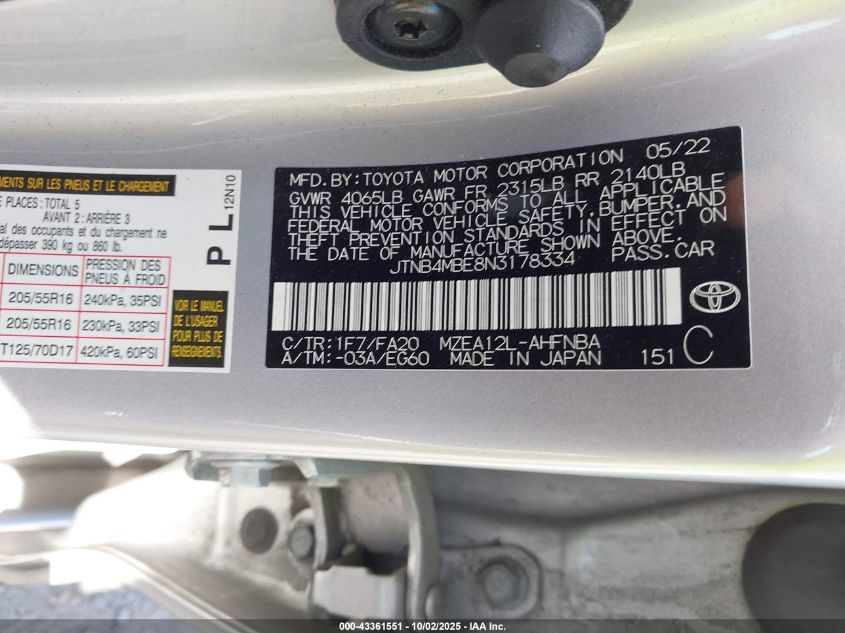 MENTS SUR LES PNEUS ET LE CHARGEMENT
PLACES: TOTAL 5
AVANT 2: ARRIÈRE 3
al des occupants et du chargement ne
dépasser 390 kg ou 860 lb.
DIMENSIONS PRESSION DES PNEUS À FROID
205/55R16 240kPa, 35PSI
205/55R16 230kPa, 33PSI
T125/70D17 420kPa, 60PSI
P L
12N10
VOIR LE MANUEL
DE L'USAGER
POUR PLUS DE
RENSEIGNEMENTS
MFD. BY: TOYOTA MOTOR CORPORATION 05/22
GVWR 4065LB GAWR FR 2315LB RR 2140LB
THIS VEHICLE CONFORMS TO ALL APPLICABLE
FEDERAL MOTOR VEHICLE SAFETY, BUMPER, AND
THEFT PREVENTION STANDARDS IN EFFECT ON
THE DATE OF MANUFACTURE SHOWN ABOVE.
JTNB4MBE8N3178334 PASS. CAR
C/TR: 1F7/FA20 MZEA12L-AHFNBA
A/TM: -03A/EG60 MADE IN JAPAN 151 C
TOYOTA
000-43361551 | 10/02/2025 | IAA Inc.